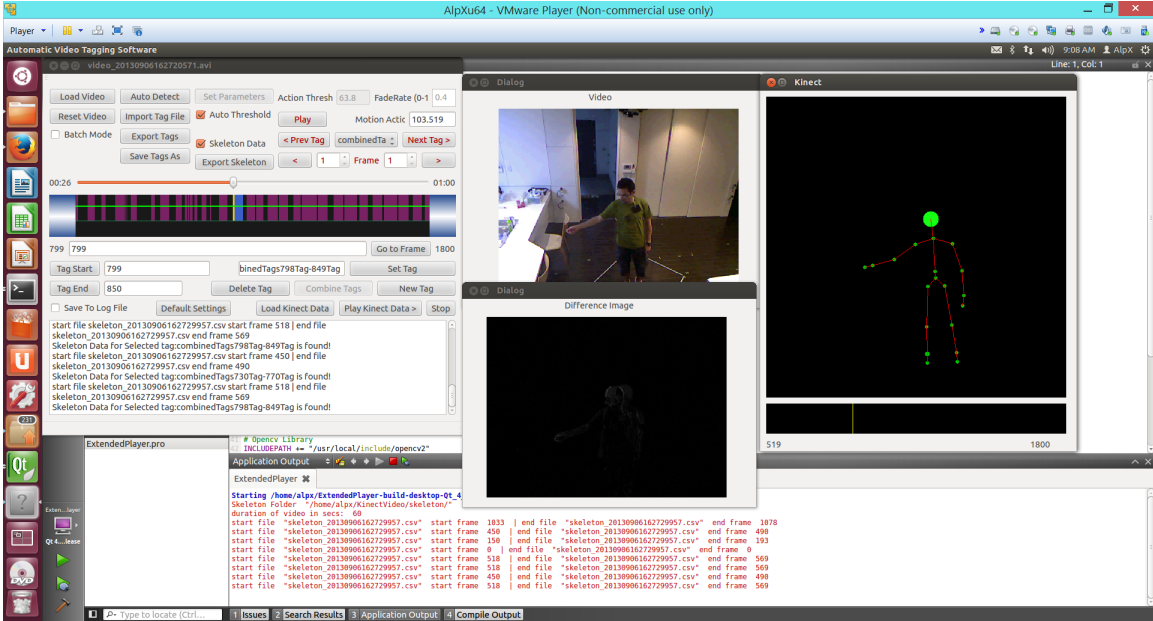 AlpXu64 - VMware Player (Non-commercial use only)
Player
Automatic Video Tagging Software
9:08 AM AlpX
video_20130906162720571.avi
Line: 1, Col: 1
Load Video Auto Detect Set Parameters Action Thresh 63.8 FadeRate (0-1 0.4
Reset Video Import Tag File Auto Threshold Play Motion Actic 103.519
Batch Mode Export Tags Skeleton Data < Prev Tag combinedTa Next Tag >
Save Tags As Export Skeleton < 1 Frame 1 >
00:26 01:00
799 799 Go to Frame 1800
Tag Start 799 binedTags798Tag-849Tag Set Tag
Tag End 850 Delete Tag Combine Tags New Tag
Save To Log File Default Settings Load Kinect Data Play Kinect Data > Stop
start file skeleton_20130906162729957.csv start frame 518 | end file
skeleton_20130906162729957.csv end frame 569
Skeleton Data for Selected tag:combinedTags798Tag-849Tag is found!
start file skeleton_20130906162729957.csv start frame 450 | end file
skeleton_20130906162729957.csv end frame 490
Skeleton Data for Selected tag:combinedTags730Tag-770Tag is found!
start file skeleton_20130906162729957.csv start frame 518 | end file
skeleton_20130906162729957.csv end frame 569
Skeleton Data for Selected tag:combinedTags798Tag-849Tag is found!
Dialog
Video
Dialog
Difference Image
Kinect
519 1800
231
ExtendedPlayer.pro
# Opencv Library
INCLUDEPATH += "/usr/local/include/opencv2"
Application Output
ExtendedPlayer
Starting /home/alpx/ExtendedPlayer-build-desktop-Qt_4
Skeleton Folder "/home/alpx/KinectVideo/skeleton/"
duration of video in secs: 60
start file "skeleton_20130906162729957.csv" start frame 1033 | end file "skeleton_20130906162729957.csv" end frame 1078
start file "skeleton_20130906162729957.csv" start frame 450 | end file "skeleton_20130906162729957.csv" end frame 490
start file "skeleton_20130906162729957.csv" start frame 150 | end file "skeleton_20130906162729957.csv" end frame 193
start file "skeleton_20130906162729957.csv" start frame 0 | end file "skeleton_20130906162729957.csv" end frame 0
start file "skeleton_20130906162729957.csv" start frame 518 | end file "skeleton_20130906162729957.csv" end frame 569
start file "skeleton_20130906162729957.csv" start frame 518 | end file "skeleton_20130906162729957.csv" end frame 569
start file "skeleton_20130906162729957.csv" start frame 450 | end file "skeleton_20130906162729957.csv" end frame 490
start file "skeleton_20130906162729957.csv" start frame 518 | end file "skeleton_20130906162729957.csv" end frame 569
Exten...layer
Qt 4....lease
Qt
DVD
Type to locate (Ctrl... 1 Issues 2 Search Results 3 Application Output 4 Compile Output